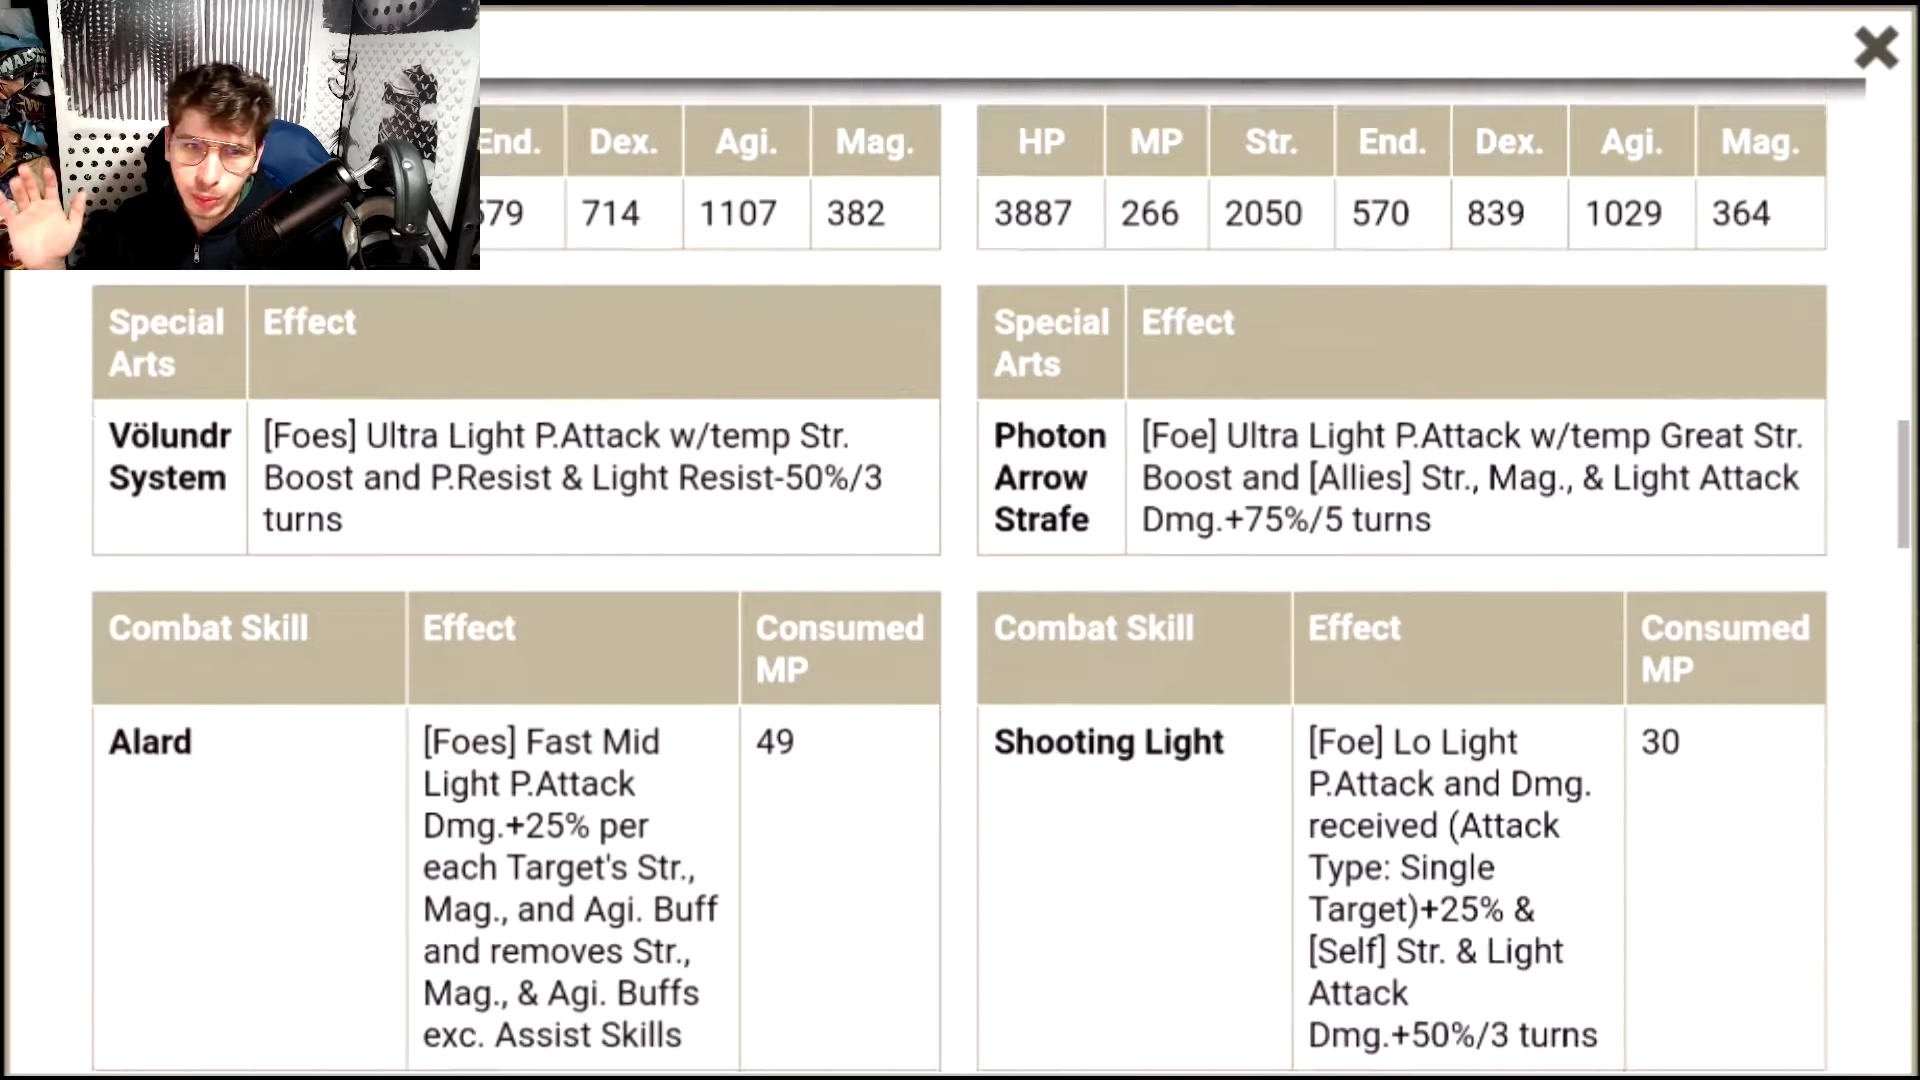 End. Dex. Agi. Mag.
579 714 1107 382
HP MP Str. End. Dex. Agi. Mag.
3887 266 2050 570 839 1029 364
Special Arts
Effect
Völundr
System
[Foes] Ultra Light P.Attack w/temp Str.
Boost and P.Resist & Light Resist-50%/3
turns
Special Arts
Effect
Photon
Arrow
Strafe
[Foe] Ultra Light P.Attack w/temp Great Str.
Boost and [Allies] Str., Mag., & Light Attack
Dmg.+75%/5 turns
Combat Skill
Effect
Consumed
MP
Alard
[Foes] Fast Mid
Light P.Attack
Dmg.+25% per
each Target's Str.,
Mag., and Agi. Buff
and removes Str.,
Mag., & Agi. Buffs
exc. Assist Skills
49
Combat Skill
Effect
Consumed
MP
Shooting Light
[Foe] Lo Light
P.Attack and Dmg.
received (Attack
Type: Single
Target)+25% &
[Self] Str. & Light
Attack
Dmg.+50%/3 turns
30